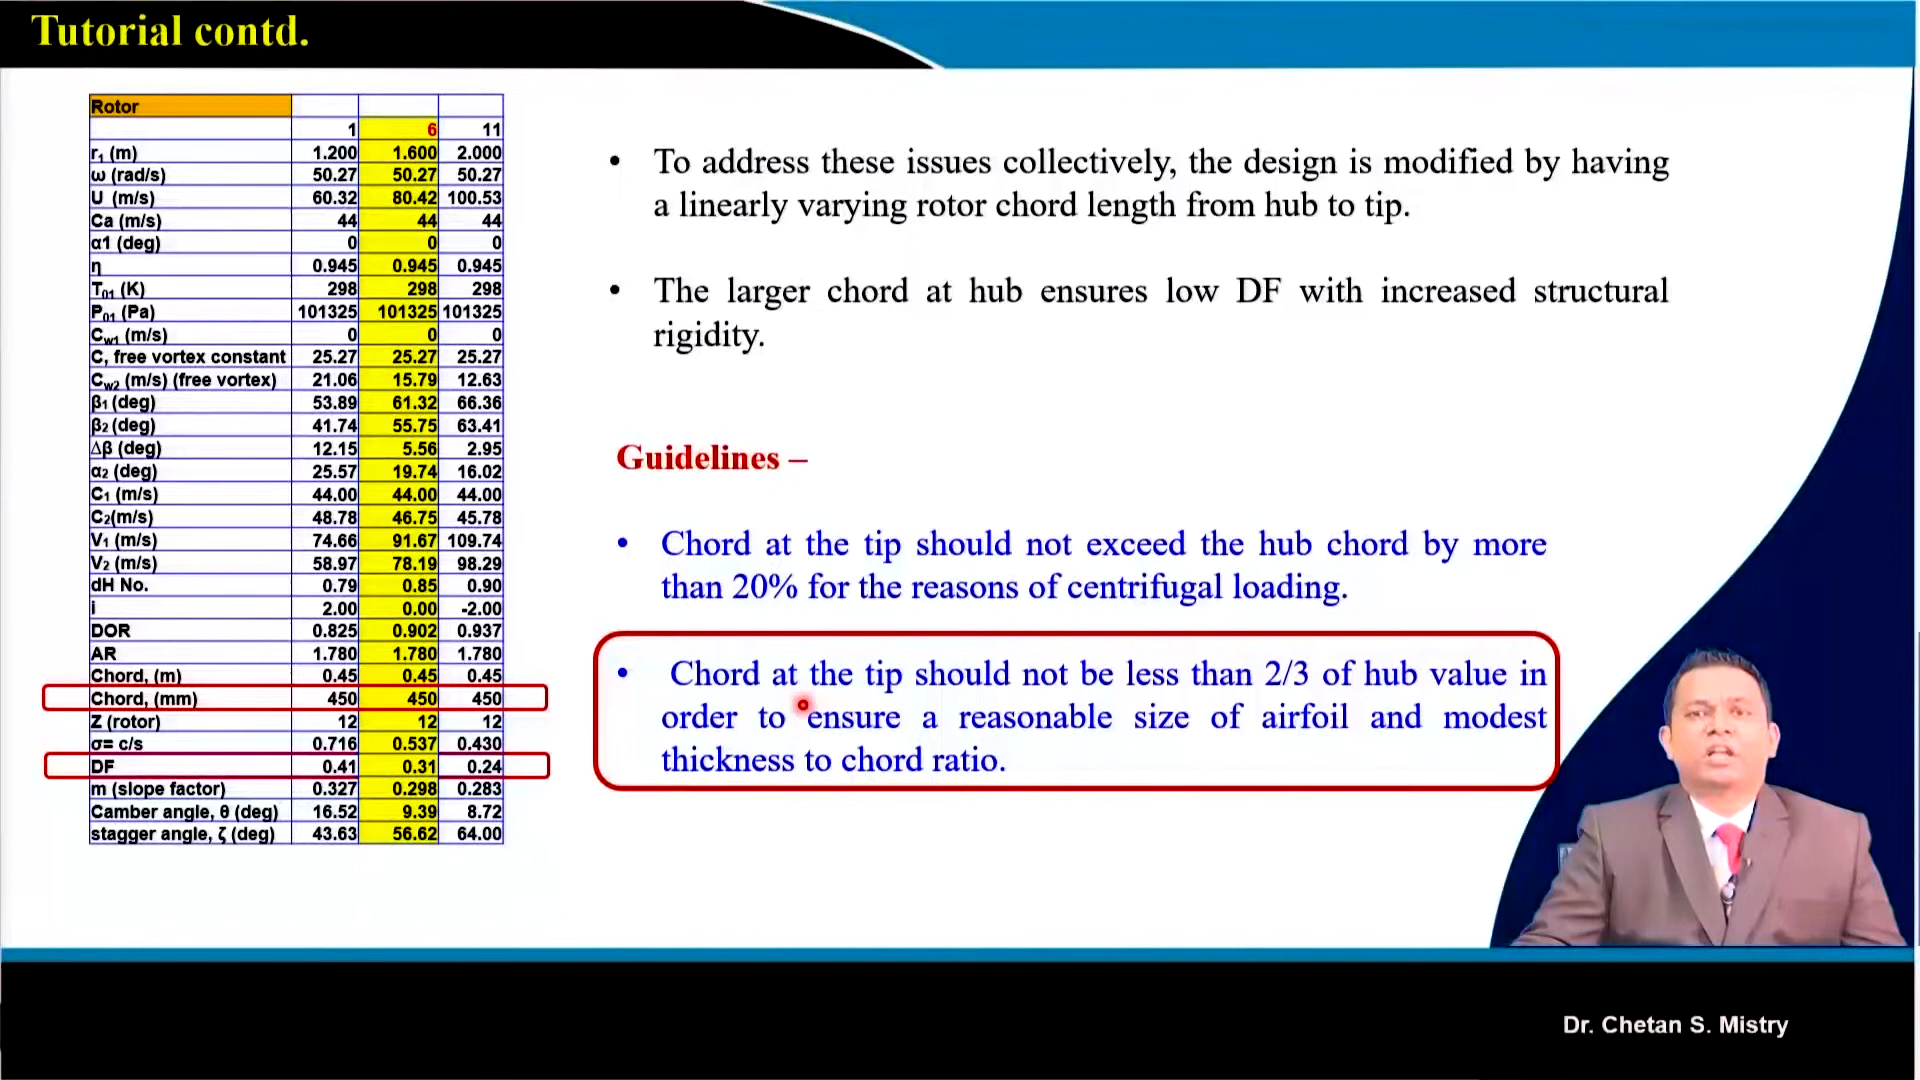 Tutorial contd.
Rotor
1 6 11
r1 (m) 1.200 1.600 2.000
ω (rad/s) 50.27 50.27 50.27
U (m/s) 60.32 80.42 100.53
Ca (m/s) 44 44 44
α1 (deg) 0 0 0
η 0.945 0.945 0.945
T01 (K) 298 298 298
P01 (Pa) 101325 101325 101325
Cw1 (m/s) 0 0 0
C, free vortex constant 25.27 25.27 25.27
Cw2 (m/s) (free vortex) 21.06 15.79 12.63
β1 (deg) 53.89 61.32 66.36
β2 (deg) 41.74 55.75 63.41
Δβ (deg) 12.15 5.56 2.95
α2 (deg) 25.57 19.74 16.02
C1 (m/s) 44.00 44.00 44.00
C2(m/s) 48.78 46.75 45.78
V1 (m/s) 74.66 91.67 109.74
V2 (m/s) 58.97 78.19 98.29
dH No. 0.79 0.85 0.90
i 2.00 0.00 -2.00
DOR 0.825 0.902 0.937
AR 1.780 1.780 1.780
Chord, (m) 0.45 0.45 0.45
Chord, (mm) 450 450 450
Z (rotor) 12 12 12
σ= c/s 0.716 0.537 0.430
DF 0.41 0.31 0.24
m (slope factor) 0.327 0.298 0.283
Camber angle, θ (deg) 16.52 9.39 8.72
stagger angle, ζ (deg) 43.63 56.62 64.00
• To address these issues collectively, the design is modified by having
a linearly varying rotor chord length from hub to tip.
• The larger chord at hub ensures low DF with increased structural
rigidity.
Guidelines –
• Chord at the tip should not exceed the hub chord by more
than 20% for the reasons of centrifugal loading.
• Chord at the tip should not be less than 2/3 of hub value in
order to ensure a reasonable size of airfoil and modest
thickness to chord ratio.
Dr. Chetan S. Mistry